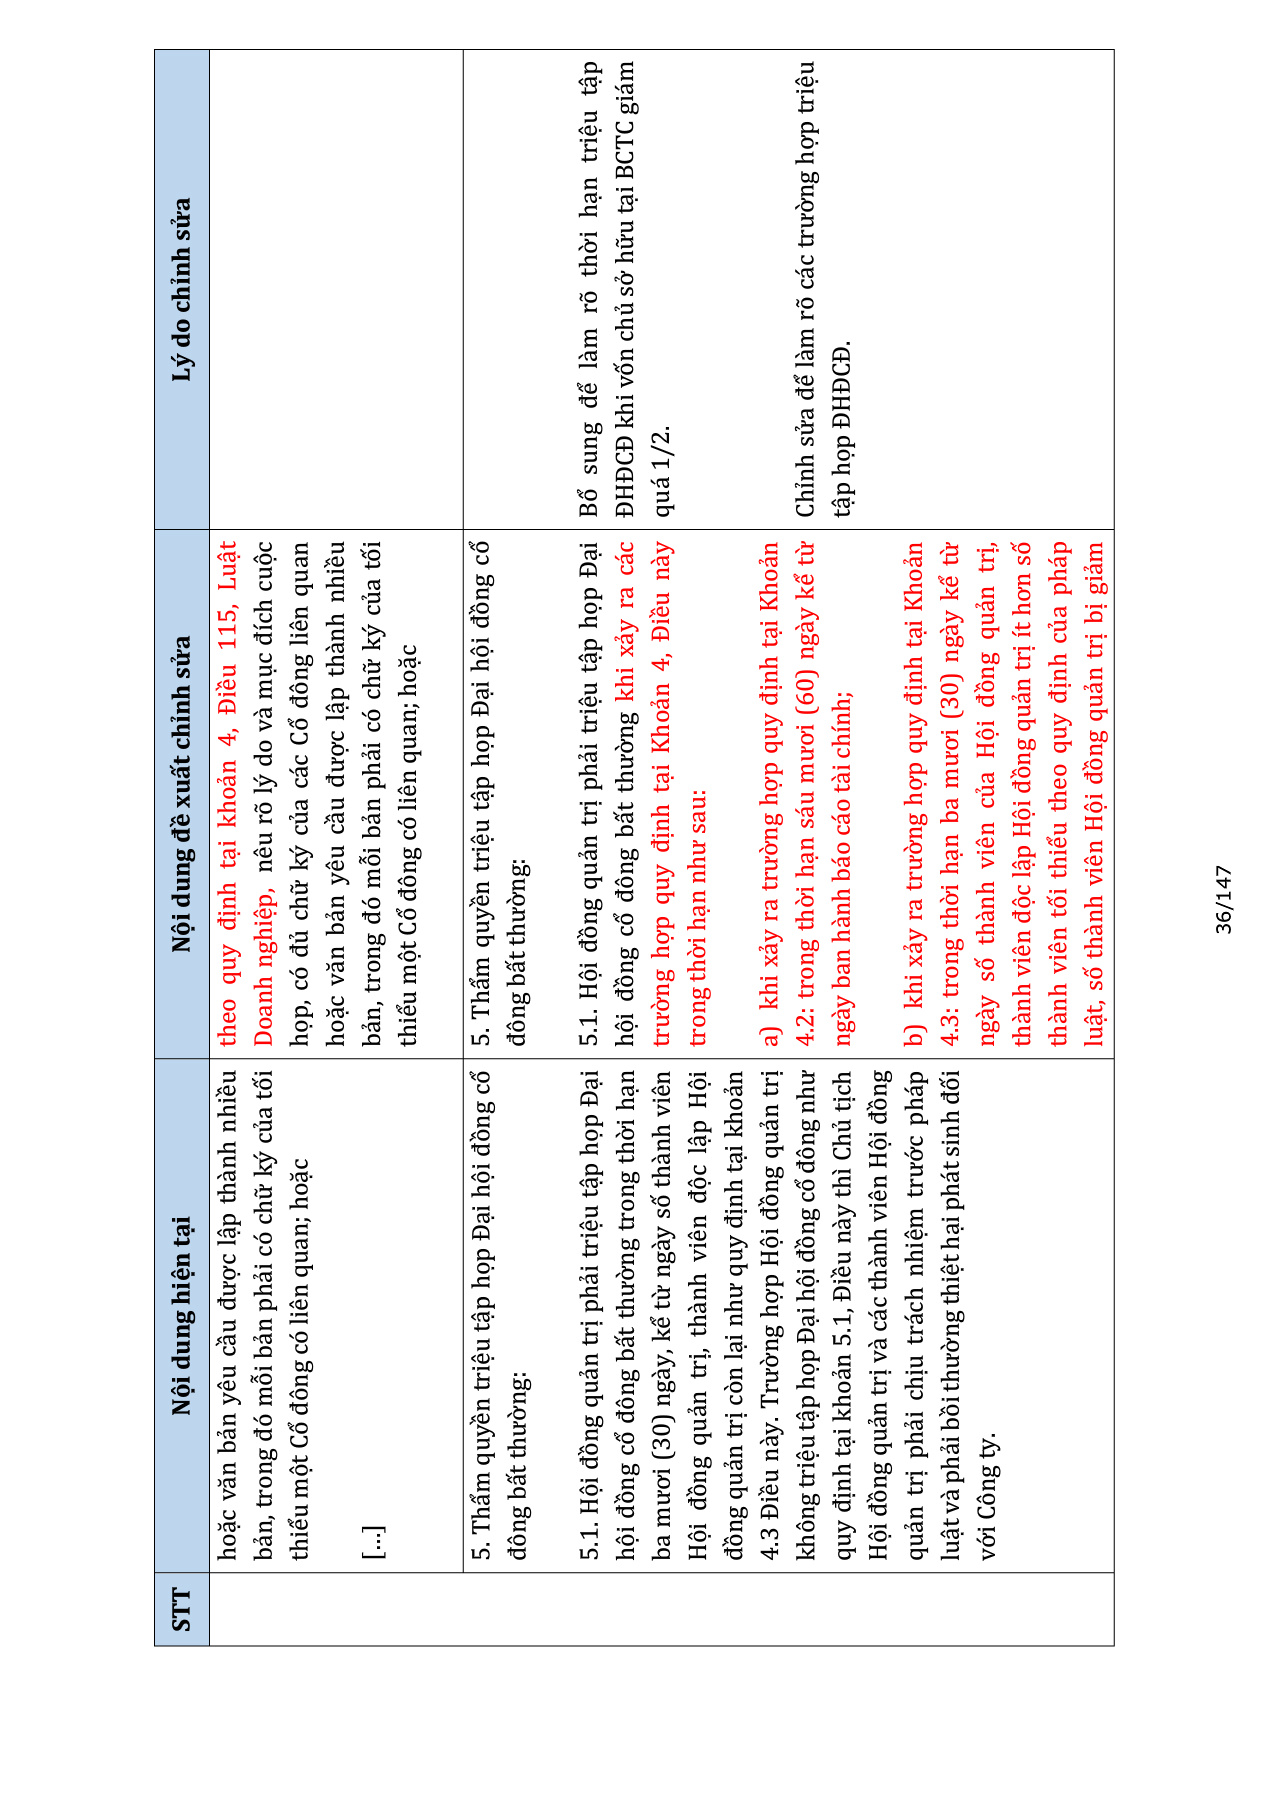 STT
Nội dung hiện tại
Nội dung đề xuất chỉnh sửa
Lý do chỉnh sửa
hoặc văn bản yêu cầu được lập thành nhiều
bản, trong đó mỗi bản phải có chữ ký của tối
thiểu một Cổ đông có liên quan; hoặc
[...]
theo quy định tại khoản 4, Điều 115, Luật
Doanh nghiệp, nêu rõ lý do và mục đích cuộc
họp, có đủ chữ ký của các Cổ đông liên quan
hoặc văn bản yêu cầu được lập thành nhiều
bản, trong đó mỗi bản phải có chữ ký của tối
thiểu một Cổ đông có liên quan; hoặc
5. Thẩm quyền triệu tập họp Đại hội đồng cổ
đông bất thường:
5.1. Hội đồng quản trị phải triệu tập họp Đại
hội đồng cổ đông bất thường trong thời hạn
ba mươi (30) ngày, kể từ ngày số thành viên
Hội đồng quản trị, thành viên độc lập Hội
đồng quản trị còn lại như quy định tại khoản
4.3 Điều này. Trường hợp Hội đồng quản trị
không triệu tập họp Đại hội đồng cổ đông như
quy định tại khoản 5.1, Điều này thì Chủ tịch
Hội đồng quản trị và các thành viên Hội đồng
quản trị phải chịu trách nhiệm trước pháp
luật và phải bồi thường thiệt hại phát sinh đối
với Công ty.
5. Thẩm quyền triệu tập họp Đại hội đồng cổ
đông bất thường:
5.1. Hội đồng quản trị phải triệu tập họp Đại
hội đồng cổ đông bất thường khi xảy ra các
trường hợp quy định tại Khoản 4, Điều này
trong thời hạn như sau:
a) khi xảy ra trường hợp quy định tại Khoản
4.2: trong thời hạn sáu mươi (60) ngày kể từ
ngày ban hành báo cáo tài chính;
b) khi xảy ra trường hợp quy định tại Khoản
4.3: trong thời hạn ba mươi (30) ngày kể từ
ngày số thành viên của Hội đồng quản trị,
thành viên độc lập Hội đồng quản trị ít hơn số
thành viên tối thiểu theo quy định của pháp
luật, số thành viên Hội đồng quản trị bị giảm
Bổ sung để làm rõ thời hạn triệu tập
ĐHĐCĐ khi vốn chủ sở hữu tại BCTC giảm
quá 1/2.
Chỉnh sửa để làm rõ các trường hợp triệu
tập họp ĐHĐCĐ.
36/147